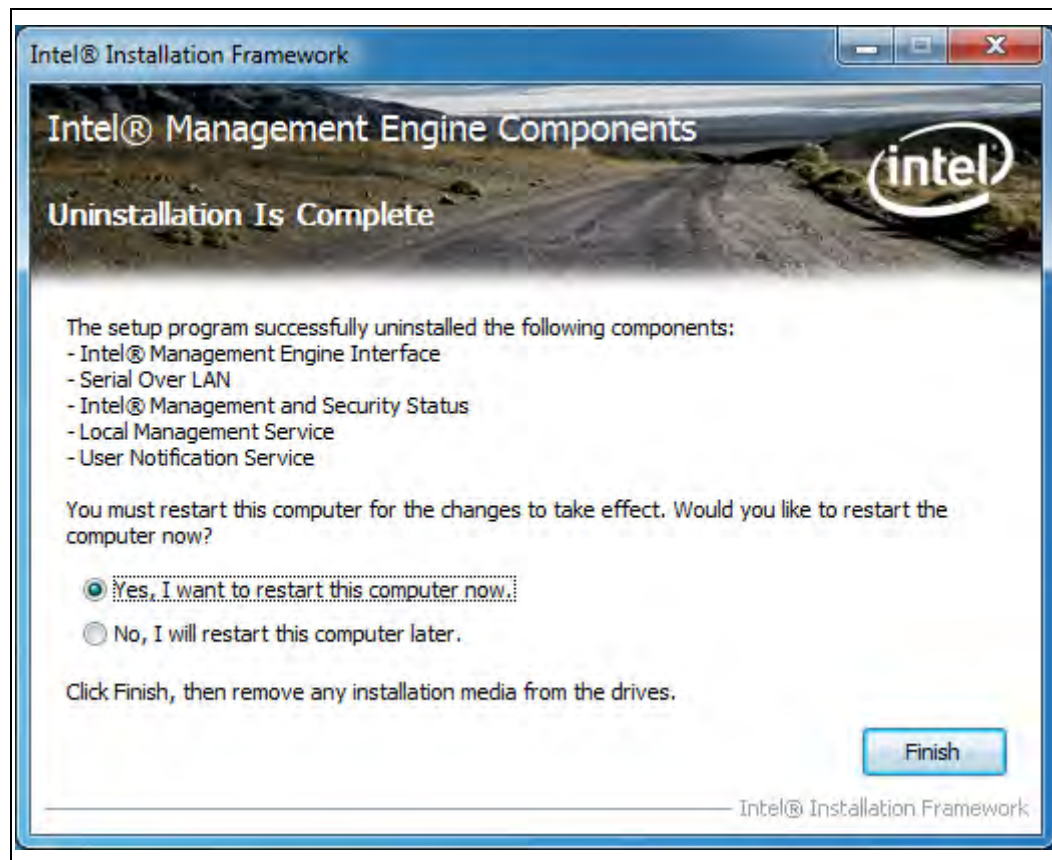 Intel® Installation Framework
Intel® Management Engine Components
intel
Uninstallation Is Complete
The setup program successfully uninstalled the following components:
- Intel® Management Engine Interface
- Serial Over LAN
- Intel® Management and Security Status
- Local Management Service
- User Notification Service
You must restart this computer for the changes to take effect. Would you like to restart the
computer now?
Yes, I want to restart this computer now.
No, I will restart this computer later.
Click Finish, then remove any installation media from the drives.
Finish
Intel® Installation Framework